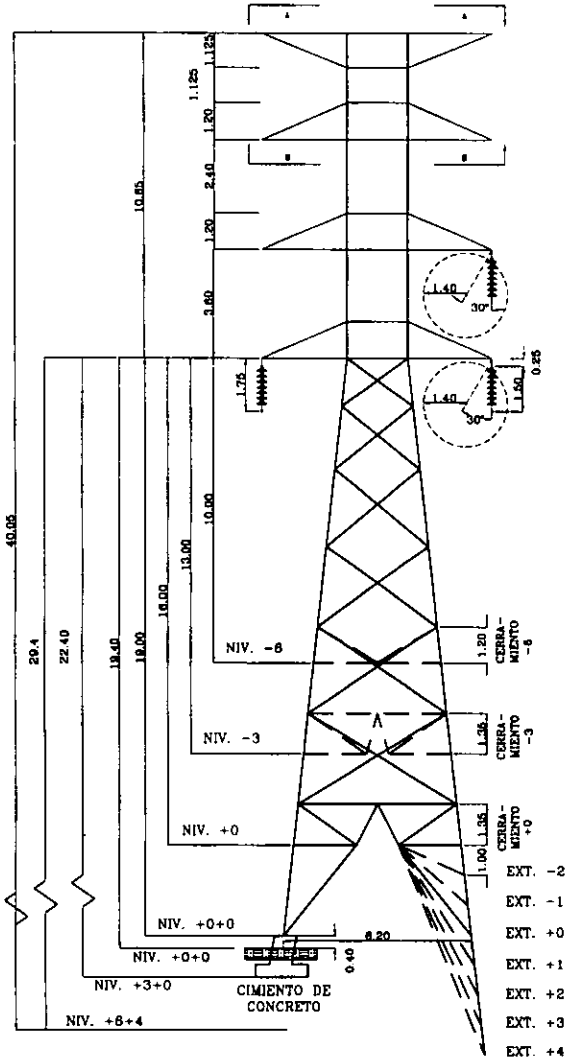 A A
1.125
1.125
1.20
B B
2.40
10.65
1.20
1.40
30°
3.60
0.25
1.75
1.40
1.50
30°
40.05
29.4
22.40
19.40
19.00
16.00
13.00
10.00
NIV. -6
1.20
CERRA-
MIENTO
NIV. -3
1.35
CERRA-
MIENTO
-3
NIV. +0
1.35
CERRA-
MIENTO
+0
1.00
EXT. -2
EXT. -1
NIV. +0+0
EXT. +0
6.20
NIV. +0+0
0.40
EXT. +1
NIV. +3+0
CIMIENTO DE
CONCRETO
EXT. +2
NIV. +6+4
EXT. +3
EXT. +4